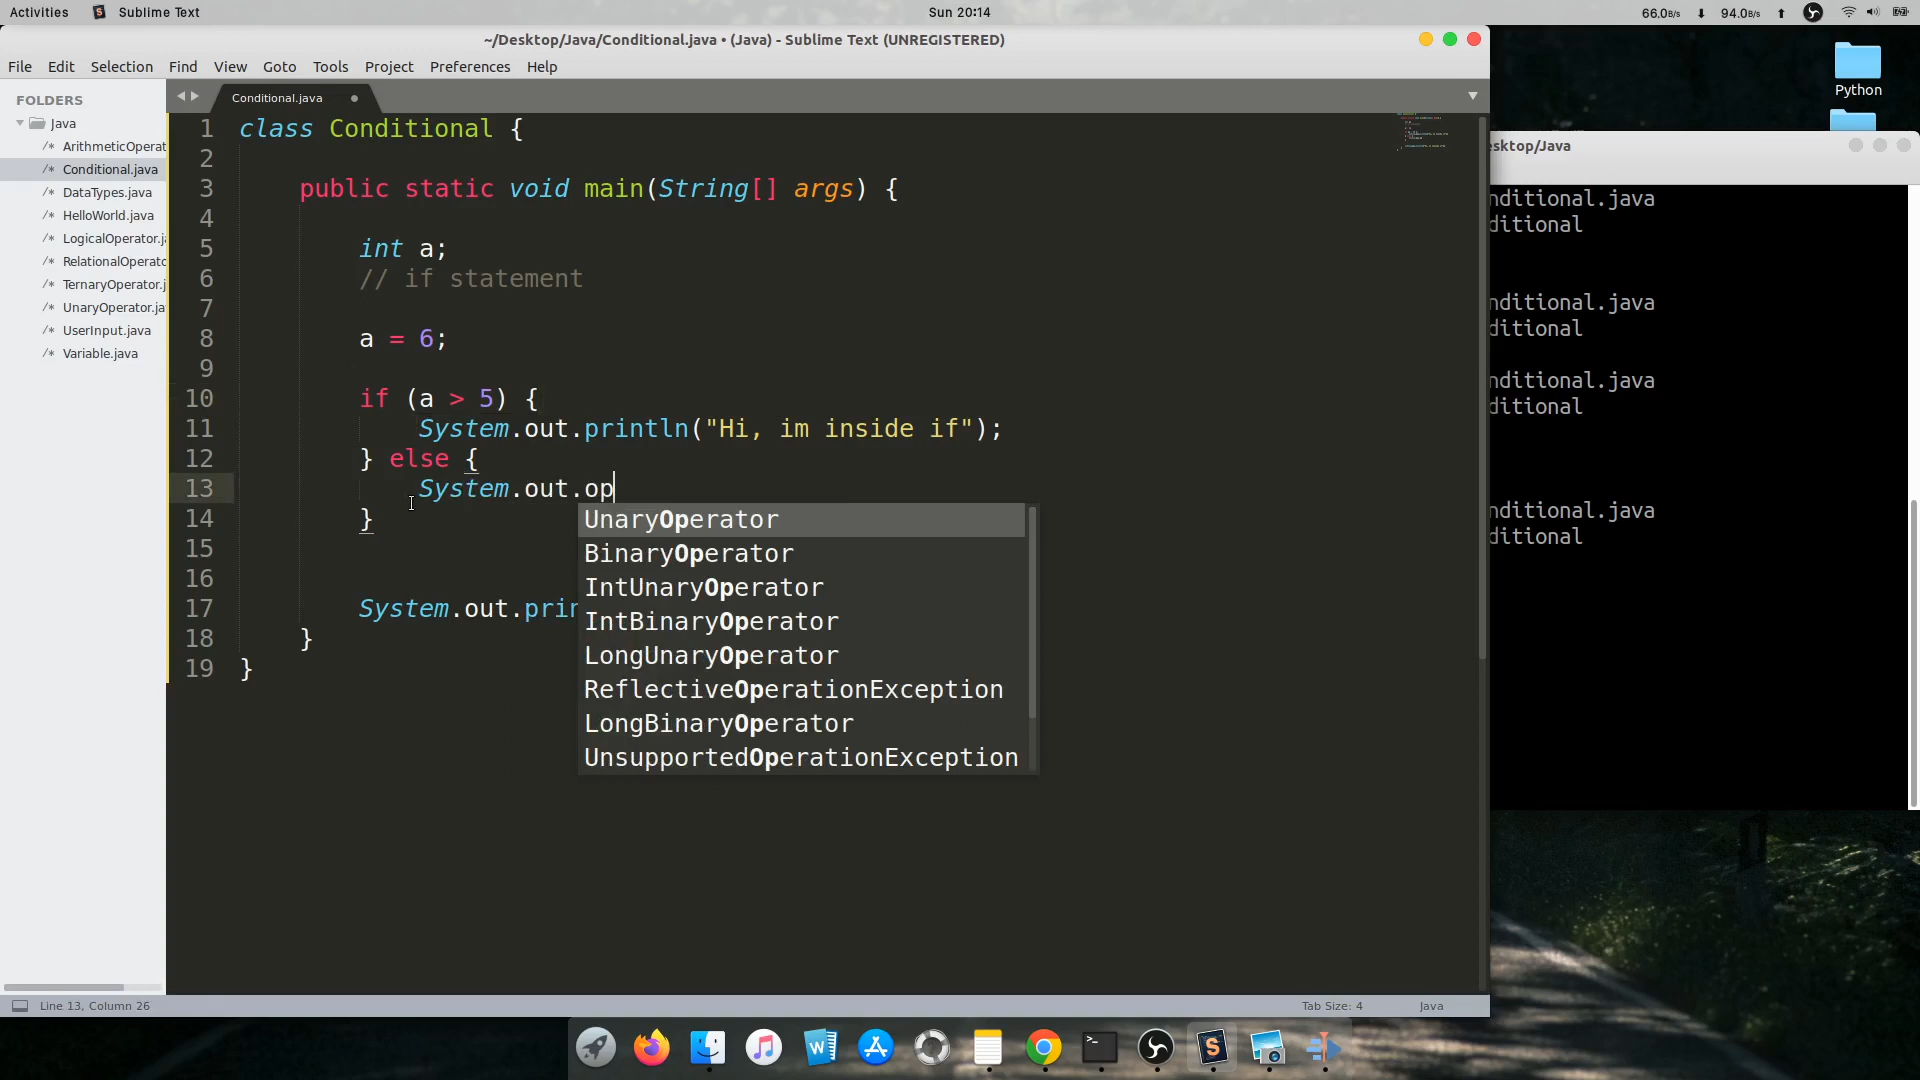 Activities Sublime Text Sun 20:14 66.0B/s 94.0B/s
~/Desktop/Java/Conditional.java • (Java) - Sublime Text (UNREGISTERED)
File Edit Selection Find View Goto Tools Project Preferences Help
FOLDERS
Java
ArithmeticOperat
Conditional.java
DataTypes.java
HelloWorld.java
LogicalOperator.ja
RelationalOperato
TernaryOperator.j
UnaryOperator.jav
UserInput.java
Variable.java
Conditional.java
1 class Conditional {
2
3 public static void main(String[] args) {
4
5 int a;
6 // if statement
7
8 a = 6;
9
10 if (a > 5) {
11 System.out.println("Hi, im inside if");
12 } else {
13 System.out.op
14 }
15
16
17 System.out.prin
18 }
19 }
UnaryOperator
BinaryOperator
IntUnaryOperator
IntBinaryOperator
LongUnaryOperator
ReflectiveOperationException
LongBinaryOperator
UnsupportedOperationException
Line 13, Column 26 Tab Size: 4 Java
Python
esktop/Java
nditional.java
ditional
nditional.java
ditional
nditional.java
ditional
nditional.java
ditional